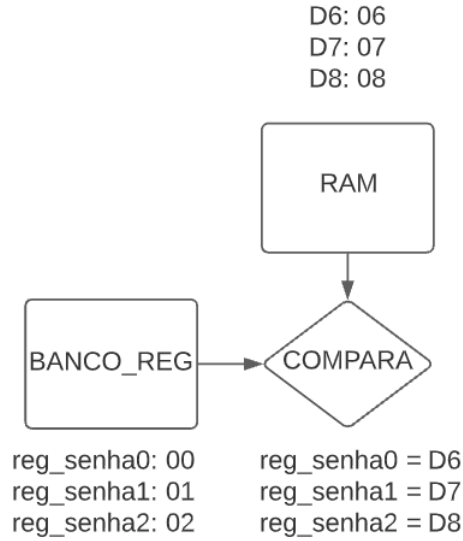 D6: 06
D7: 07
D8: 08
RAM
BANCO_REG
COMPARA
reg_senha0: 00
reg_senha1: 01
reg_senha2: 02
reg_senha0 = D6
reg_senha1 = D7
reg_senha2 = D8